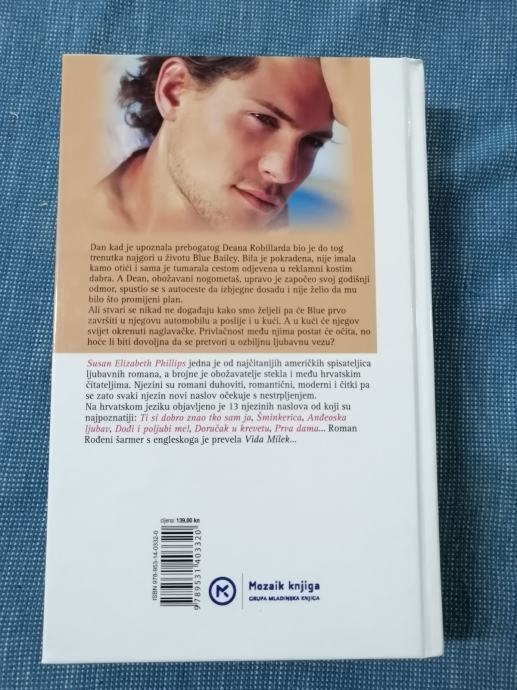 Dan kad je upoznala prebogatog Deana Robillarda bio je do tog
trenutka najgori u životu Blue Bailey. Bila je pokradena, nije imala
kamo otići i sama je tumarala cestom odjevena u reklamni kostim
dabra. A Dean, obožavani nogometaš, upravo je započeo svoj godišnji
odmor, spustio se s autoceste da izbjegne dosadu i nije želio da mu
bilo što promijeni plan.
Ali stvari se nikad ne događaju kako smo željeli pa će Blue prvo
završiti u njegovu automobilu a poslije i u kući. A u kući će njegov
svijet okrenuti naglavačke. Privlačnost među njima postat će očita, no
hoće li biti dovoljna da se pretvori u ozbiljnu ljubavnu vezu?
Susan Elizabeth Phillips jedna je od najčitanijih američkih spisateljica
ljubavnih romana, a brojne je obožavatelje stekla i među hrvatskim
čitateljima. Njezini su romani duhoviti, romantični, moderni i čitki pa
se zato svaki njezin novi naslov očekuje s nestrpljenjem.
Na hrvatskom jeziku objavljeno je 13 njezinih naslova od koji su
najpoznatiji: Ti si dobro znao tko sam ja, Šminkerica, Anđeoska
ljubav, Dođi i poljubi me!, Doručak u krevetu, Prva dama... Roman
Rođeni šarmer s engleskoga je prevela Vida Milek...
cijena: 139,00 kn
ISBN 978-953-14-0332-0
9789531403320
Mozaik knjiga
GRUPA MLADINSKA KNJIGA